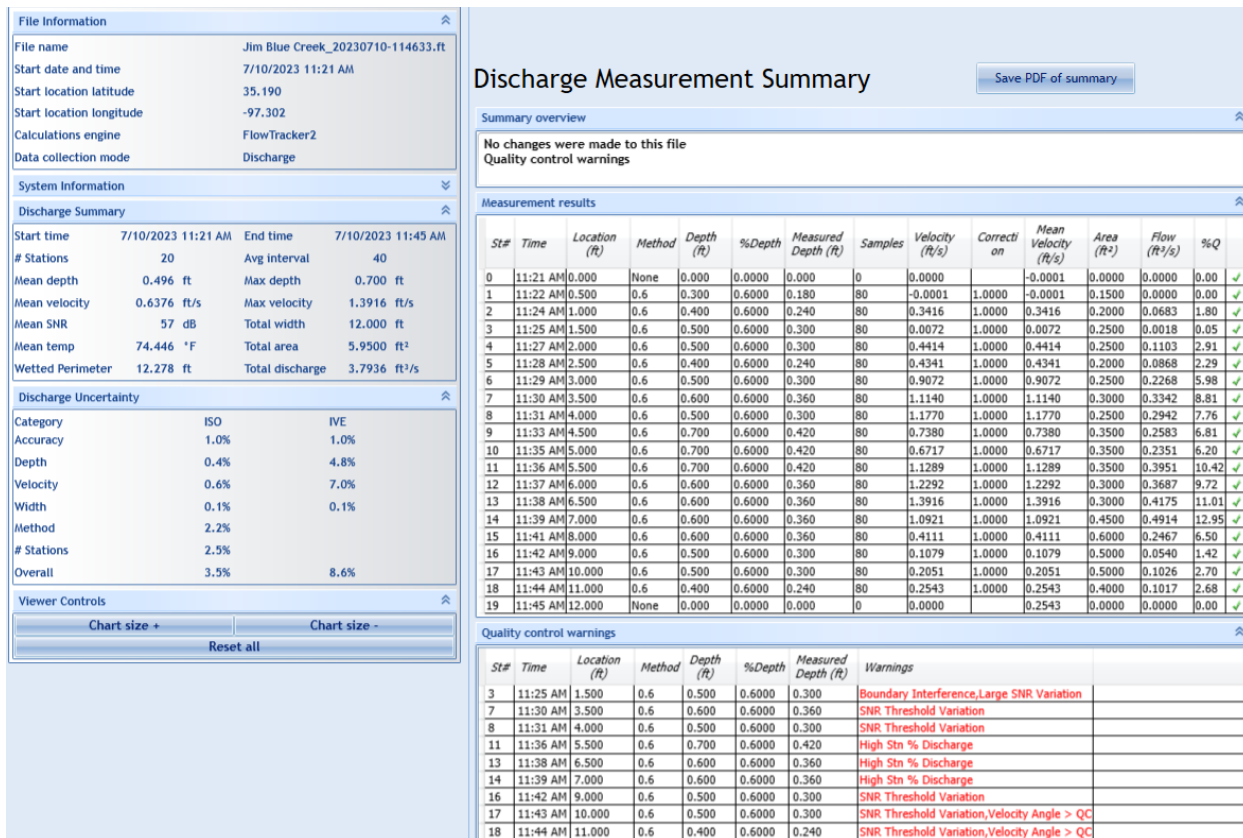 File Information
File name Jim Blue Creek_20230710-114633.ft
Start date and time 7/10/2023 11:21 AM
Start location latitude 35.190
Start location longitude -97.302
Calculations engine FlowTracker2
Data collection mode Discharge
System Information
Discharge Summary
Start time 7/10/2023 11:21 AM End time 7/10/2023 11:45 AM
# Stations 20 Avg interval 40
Mean depth 0.496 ft Max depth 0.700 ft
Mean velocity 0.6376 ft/s Max velocity 1.3916 ft/s
Mean SNR 57 dB Total width 12.000 ft
Mean temp 74.446 °F Total area 5.9500 ft²
Wetted Perimeter 12.278 ft Total discharge 3.7936 ft³/s
Discharge Uncertainty
Category ISO IVE
Accuracy 1.0% 1.0%
Depth 0.4% 4.8%
Velocity 0.6% 7.0%
Width 0.1% 0.1%
Method 2.2%
# Stations 2.5%
Overall 3.5% 8.6%
Viewer Controls
Chart size + Chart size -
Reset all
Discharge Measurement Summary Save PDF of summary
Summary overview
No changes were made to this file
Quality control warnings
Measurement results
St# Time Location (ft) Method Depth (ft) %Depth Measured Depth (ft) Samples Velocity (ft/s) Correcti on Mean Velocity (ft/s) Area (ft²) Flow (ft³/s) %Q
0 11:21 AM 0.000 None 0.000 0.0000 0.000 0 0.0000 -0.0001 0.0000 0.0000 0.00 ✓
1 11:22 AM 0.500 0.6 0.300 0.6000 0.180 80 -0.0001 1.0000 -0.0001 0.1500 0.0000 0.00 ✓
2 11:24 AM 1.000 0.6 0.400 0.6000 0.240 80 0.3416 1.0000 0.3416 0.2000 0.0683 1.80 ✓
3 11:25 AM 1.500 0.6 0.500 0.6000 0.300 80 0.0072 1.0000 0.0072 0.2500 0.0018 0.05 ✓
4 11:27 AM 2.000 0.6 0.500 0.6000 0.300 80 0.4414 1.0000 0.4414 0.2500 0.1103 2.91 ✓
5 11:28 AM 2.500 0.6 0.400 0.6000 0.240 80 0.4341 1.0000 0.4341 0.2000 0.0868 2.29 ✓
6 11:29 AM 3.000 0.6 0.500 0.6000 0.300 80 0.9072 1.0000 0.9072 0.2500 0.2268 5.98 ✓
7 11:30 AM 3.500 0.6 0.600 0.6000 0.360 80 1.1140 1.0000 1.1140 0.3000 0.3342 8.81 ✓
8 11:31 AM 4.000 0.6 0.500 0.6000 0.300 80 1.1770 1.0000 1.1770 0.2500 0.2942 7.76 ✓
9 11:33 AM 4.500 0.6 0.700 0.6000 0.420 80 0.7380 1.0000 0.7380 0.3500 0.2583 6.81 ✓
10 11:35 AM 5.000 0.6 0.700 0.6000 0.420 80 0.6717 1.0000 0.6717 0.3500 0.2351 6.20 ✓
11 11:36 AM 5.500 0.6 0.700 0.6000 0.420 80 1.1289 1.0000 1.1289 0.3500 0.3951 10.42 ✓
12 11:37 AM 6.000 0.6 0.600 0.6000 0.360 80 1.2292 1.0000 1.2292 0.3000 0.3687 9.72 ✓
13 11:38 AM 6.500 0.6 0.600 0.6000 0.360 80 1.3916 1.0000 1.3916 0.3000 0.4175 11.01 ✓
14 11:39 AM 7.000 0.6 0.600 0.6000 0.360 80 1.0921 1.0000 1.0921 0.4500 0.4914 12.95 ✓
15 11:41 AM 8.000 0.6 0.600 0.6000 0.360 80 0.4111 1.0000 0.4111 0.6000 0.2467 6.50 ✓
16 11:42 AM 9.000 0.6 0.500 0.6000 0.300 80 0.1079 1.0000 0.1079 0.5000 0.0540 1.42 ✓
17 11:43 AM 10.000 0.6 0.500 0.6000 0.300 80 0.2051 1.0000 0.2051 0.5000 0.1026 2.70 ✓
18 11:44 AM 11.000 0.6 0.400 0.6000 0.240 80 0.2543 1.0000 0.2543 0.4000 0.1017 2.68 ✓
19 11:45 AM 12.000 None 0.000 0.0000 0.000 0 0.0000 0.2543 0.0000 0.0000 0.00 ✓
Quality control warnings
St# Time Location (ft) Method Depth (ft) %Depth Measured Depth (ft) Warnings
3 11:25 AM 1.500 0.6 0.500 0.6000 0.300 Boundary Interference,Large SNR Variation
7 11:30 AM 3.500 0.6 0.600 0.6000 0.360 SNR Threshold Variation
8 11:31 AM 4.000 0.6 0.500 0.6000 0.300 SNR Threshold Variation
11 11:36 AM 5.500 0.6 0.700 0.6000 0.420 High Stn % Discharge
13 11:38 AM 6.500 0.6 0.600 0.6000 0.360 High Stn % Discharge
14 11:39 AM 7.000 0.6 0.600 0.6000 0.360 High Stn % Discharge
16 11:42 AM 9.000 0.6 0.500 0.6000 0.300 SNR Threshold Variation
17 11:43 AM 10.000 0.6 0.500 0.6000 0.300 SNR Threshold Variation,Velocity Angle > QC
18 11:44 AM 11.000 0.6 0.400 0.6000 0.240 SNR Threshold Variation,Velocity Angle > QC